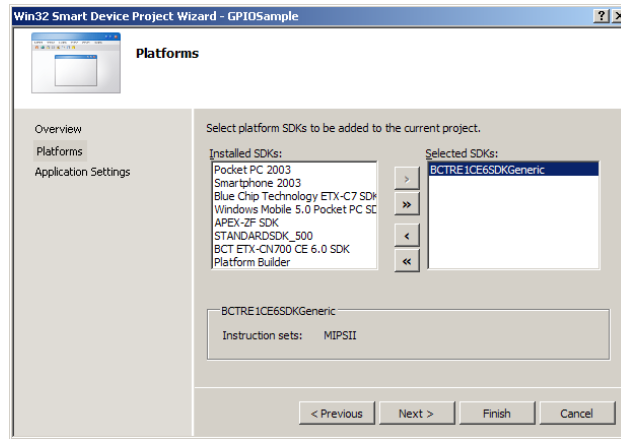 Win32 Smart Device Project Wizard - GPIOSample
Platforms
Overview
Platforms
Application Settings
Select platform SDKs to be added to the current project.
Installed SDKs:
Pocket PC 2003
Smartphone 2003
Blue Chip Technology ETX-C7 SDK
Windows Mobile 5.0 Pocket PC SD
APEX-ZF SDK
STANDARDSDK_500
BCT ETX-CN700 CE 6.0 SDK
Platform Builder
>
»
<
«
Selected SDKs:
BCTRE1CE6SDKGeneric
BCTRE1CE6SDKGeneric
Instruction sets: MIPSII
< Previous
Next >
Finish
Cancel